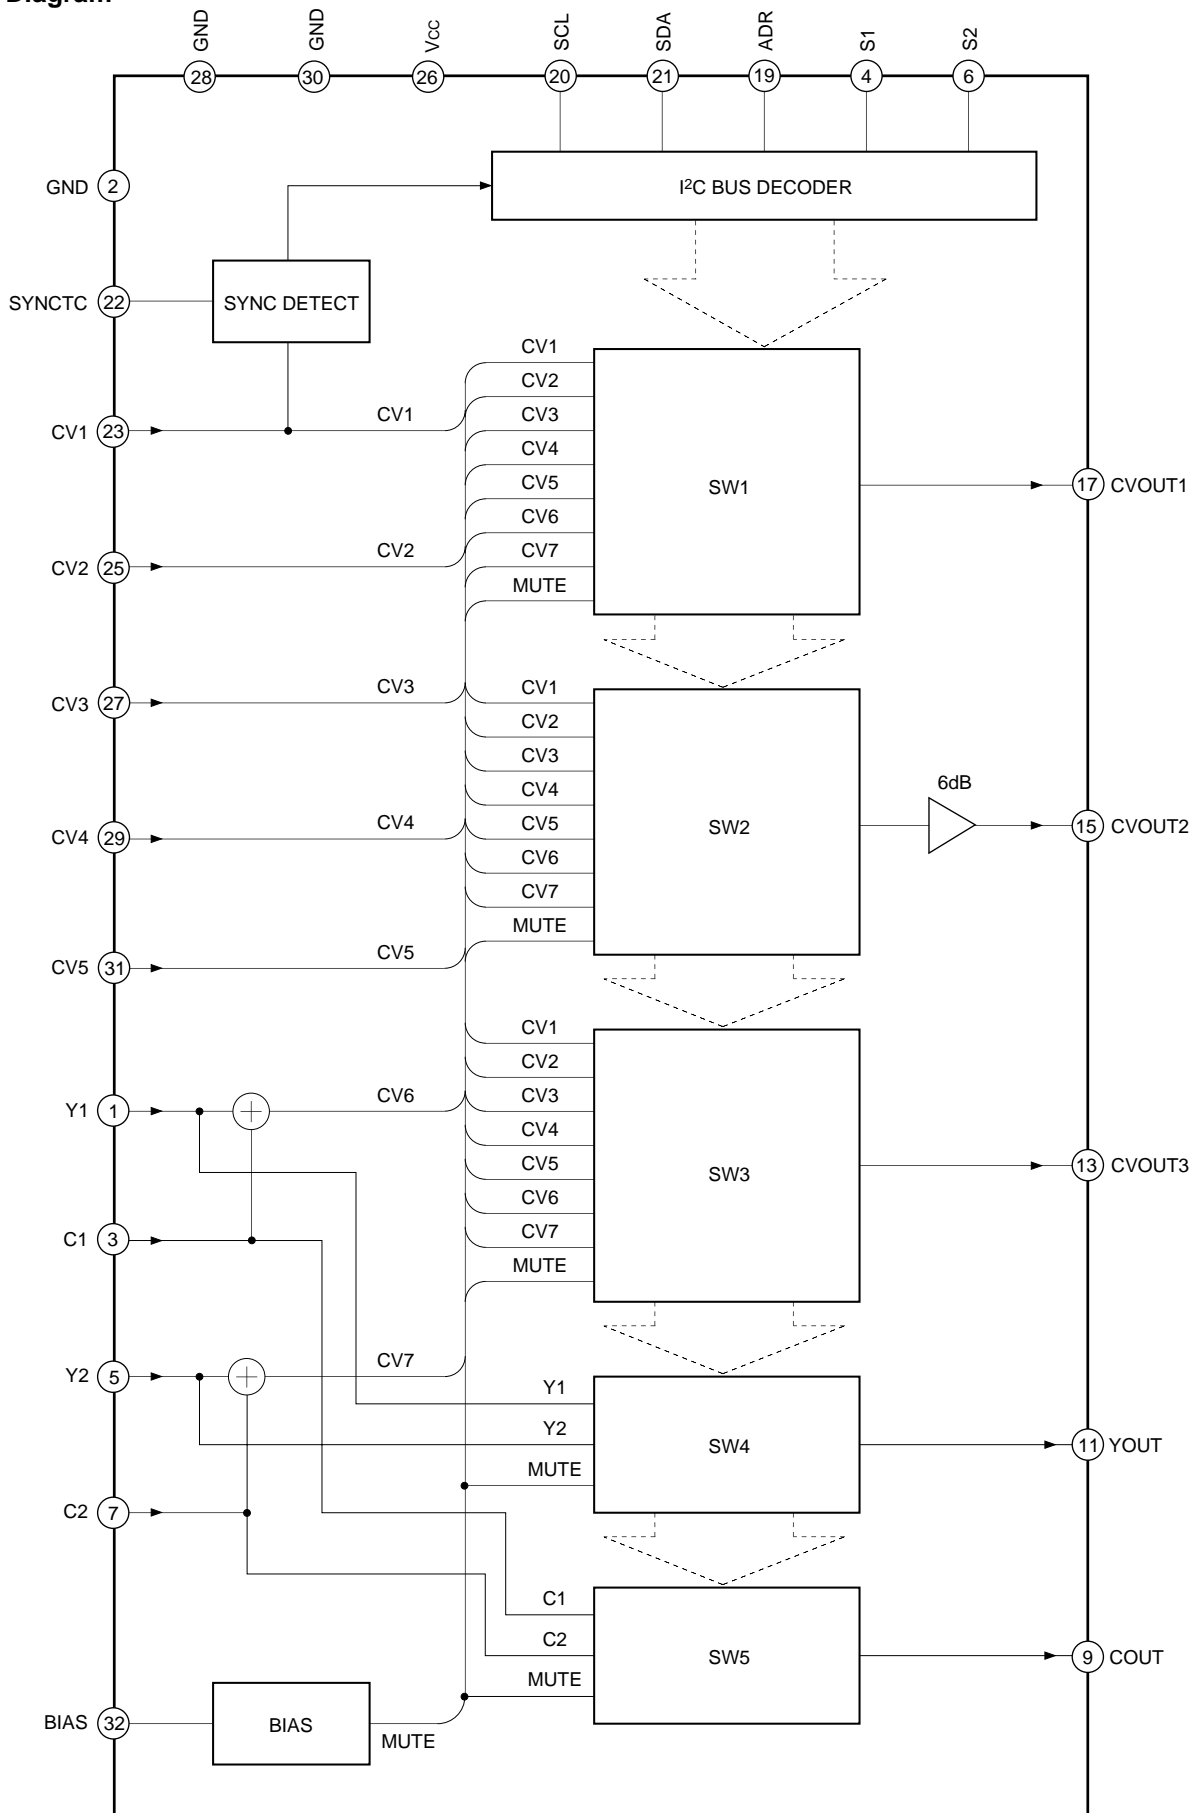 Diagram
GND
GND
Vcc
SCL
SDA
ADR
S1
S2
28
30
26
20
21
19
4
6
GND 2
I²C BUS DECODER
SYNCTC 22
SYNC DETECT
CV1 23
CV1
CV2 25
CV2
CV3 27
CV3
CV4 29
CV4
CV5 31
CV5
Y1 1
CV6
C1 3
Y2 5
CV7
C2 7
BIAS 32
BIAS
MUTE
CV1
CV2
CV3
CV4
CV5
CV6
CV7
MUTE
SW1
17 CVOUT1
CV1
CV2
CV3
CV4
CV5
CV6
CV7
MUTE
SW2
6dB
15 CVOUT2
CV1
CV2
CV3
CV4
CV5
CV6
CV7
MUTE
SW3
13 CVOUT3
Y1
Y2
MUTE
SW4
11 YOUT
C1
C2
MUTE
SW5
9 COUT